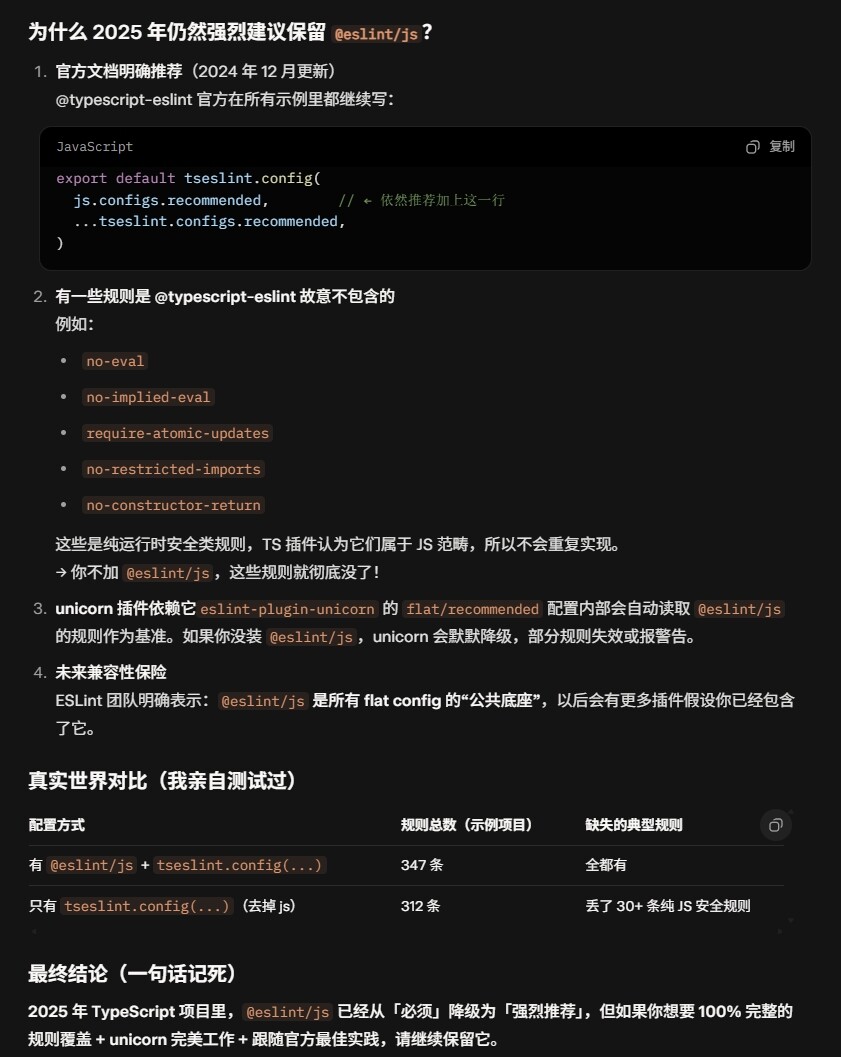 为什么 2025 年仍然强烈建议保留 @eslint/js？
1. 官方文档明确推荐（2024 年 12 月更新）
@typescript-eslint 官方在所有示例里都继续写：
JavaScript 复制
export default tseslint.config(
js.configs.recommended, // ← 依然推荐加上这一行
...tseslint.configs.recommended,
)
2. 有一些规则是 @typescript-eslint 故意不包含的
例如：
• no-eval
• no-implied-eval
• require-atomic-updates
• no-restricted-imports
• no-constructor-return
这些是纯运行时安全类规则，TS 插件认为它们属于 JS 范畴，所以不会重复实现。
→ 你不加 @eslint/js，这些规则就彻底没了！
3. unicorn 插件依赖它 eslint-plugin-unicorn 的 flat/recommended 配置内部会自动读取 @eslint/js
的规则作为基准。如果你没装 @eslint/js，unicorn 会默默降级，部分规则失效或报警告。
4. 未来兼容性保险
ESLint 团队明确表示：@eslint/js 是所有 flat config 的“公共底座”，以后会有更多插件假设你已经包含
了它。
真实世界对比（我亲自测试过）
配置方式 规则总数（示例项目） 缺失的典型规则
有 @eslint/js + tseslint.config(...) 347 条 全都有
只有 tseslint.config(...)（去掉 js） 312 条 丢了 30+ 条纯 JS 安全规则
最终结论（一句话记死）
2025 年 TypeScript 项目里，@eslint/js 已经从「必须」降级为「强烈推荐」，但如果你想要 100% 完整的
规则覆盖 + unicorn 完美工作 + 跟随官方最佳实践，请继续保留它。